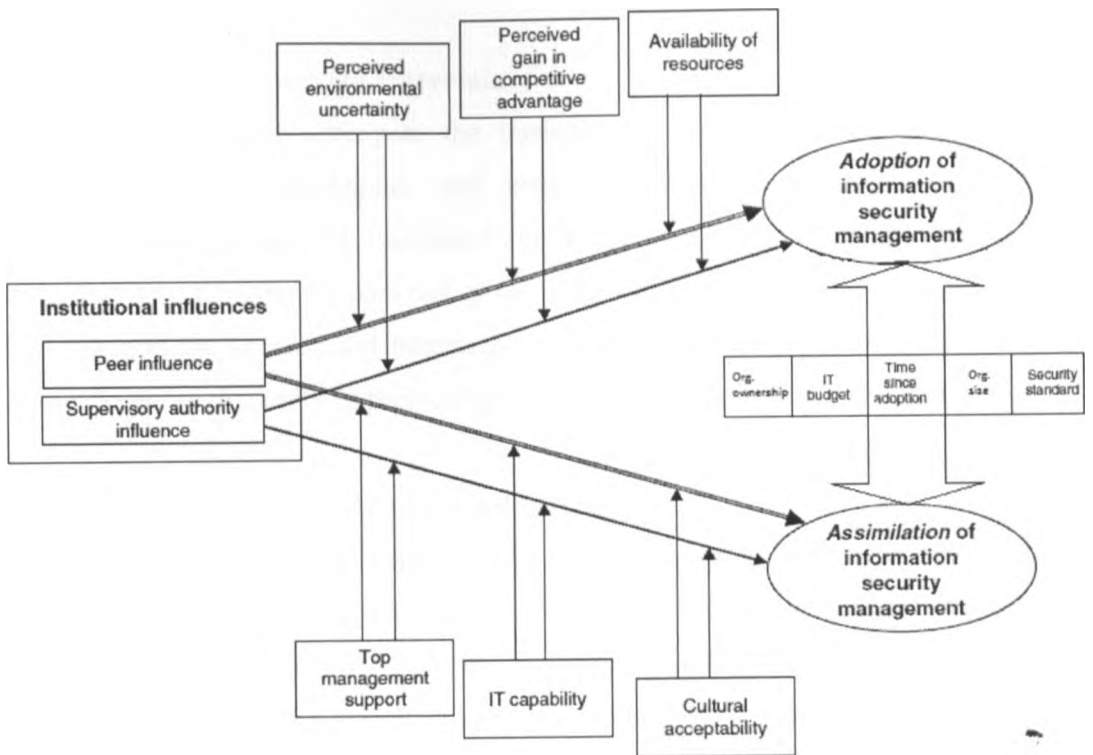 Perceived
environmental
uncertainty
Perceived
gain in
competitive
advantage
Availability of
resources
Adoption of
information
security
management
Institutional influences
Peer influence
Supervisory authority
influence
Org.
ownership
IT
budget
Time
since
adoption
Org.
size
Security
standard
Assimilation of
information
security
management
Top
management
support
IT capability
Cultural
acceptability